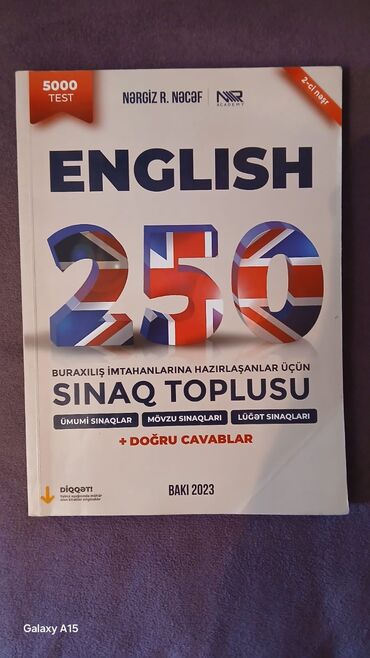 5000
TEST
NƏRGİZ R. NƏCƏF
NR
ACADEMY
2-ci nəşr
ENGLISH
250
BURAXILIŞ İMTAHANLARINA HAZIRLAŞANLAR ÜÇÜN
SINAQ TOPLUSU
ÜMUMİ SINAQLAR
MÖVZU SINAQLARI
LÜĞƏT SINAQLARI
+ DOĞRU CAVABLAR
DİQQƏT!
BAKI 2023
Galaxy A15